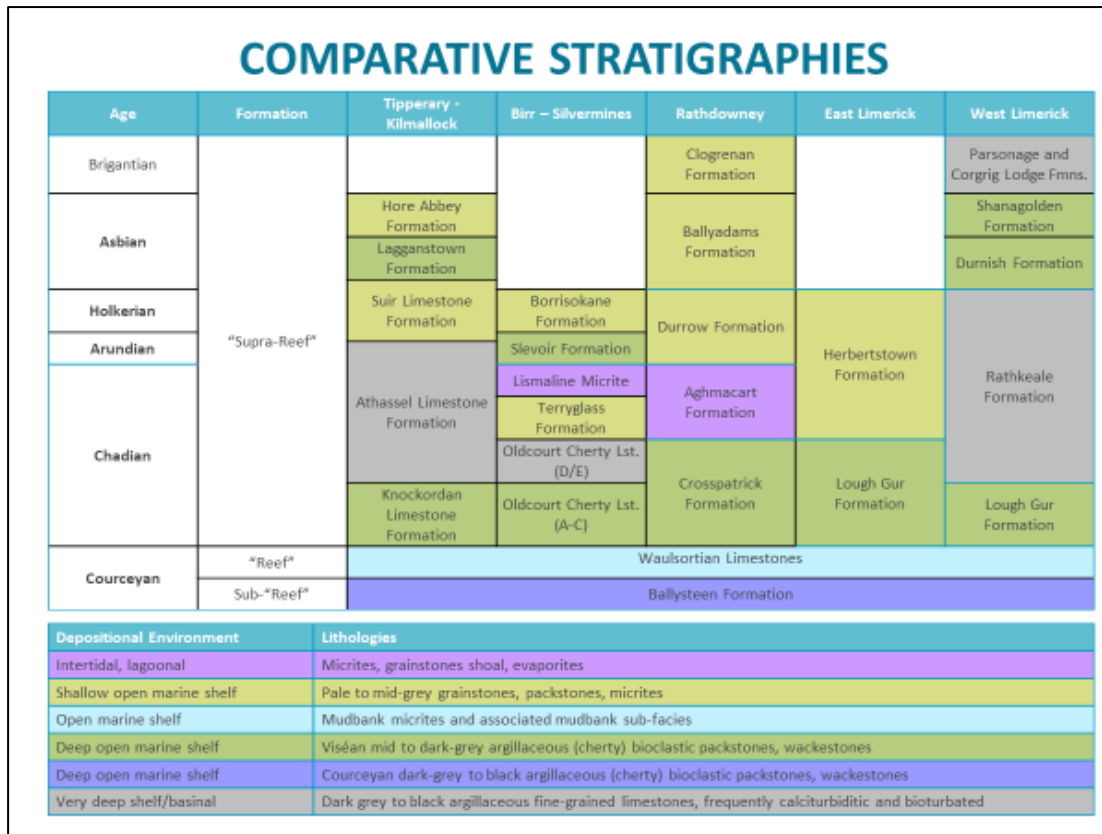 COMPARATIVE STRATIGRAPHIES
Age Formation Tipperary - Kilmallock Birr – Silvermines Rathdowney East Limerick West Limerick
Brigantian
Clogrenan
Formation
Parsonage and
Corgrig Lodge Fmns.
Asbian
Hore Abbey
Formation
Lagganstown
Formation
Ballyadams
Formation
Shanagolden
Formation
Durnish Formation
Holkerian
Arundian
"Supra-Reef"
Suir Limestone
Formation
Borrisokane
Formation
Slevoir Formation
Durrow Formation
Herbertstown
Formation
Rathkeale
Formation
Chadian
Athassel Limestone
Formation
Lismaline Micrite
Terryglass
Formation
Oldcourt Cherty Lst.
(D/E)
Aghmacart
Formation
Knockordan
Limestone
Formation
Oldcourt Cherty Lst.
(A-C)
Crosspatrick
Formation
Lough Gur
Formation
Lough Gur
Formation
Courceyan
"Reef"
Waulsortian Limestones
Sub-"Reef"
Ballysteen Formation
Depositional Environment Lithologies
Intertidal, lagoonal Micrites, grainstones shoal, evaporites
Shallow open marine shelf Pale to mid-grey grainstones, packstones, micrites
Open marine shelf Mudbank micrites and associated mudbank sub-facies
Deep open marine shelf Viséan mid to dark-grey argillaceous (cherty) bioclastic packstones, wackestones
Deep open marine shelf Courceyan dark-grey to black argillaceous (cherty) bioclastic packstones, wackestones
Very deep shelf/basinal Dark grey to black argillaceous fine-grained limestones, frequently calciturbiditic and bioturbated